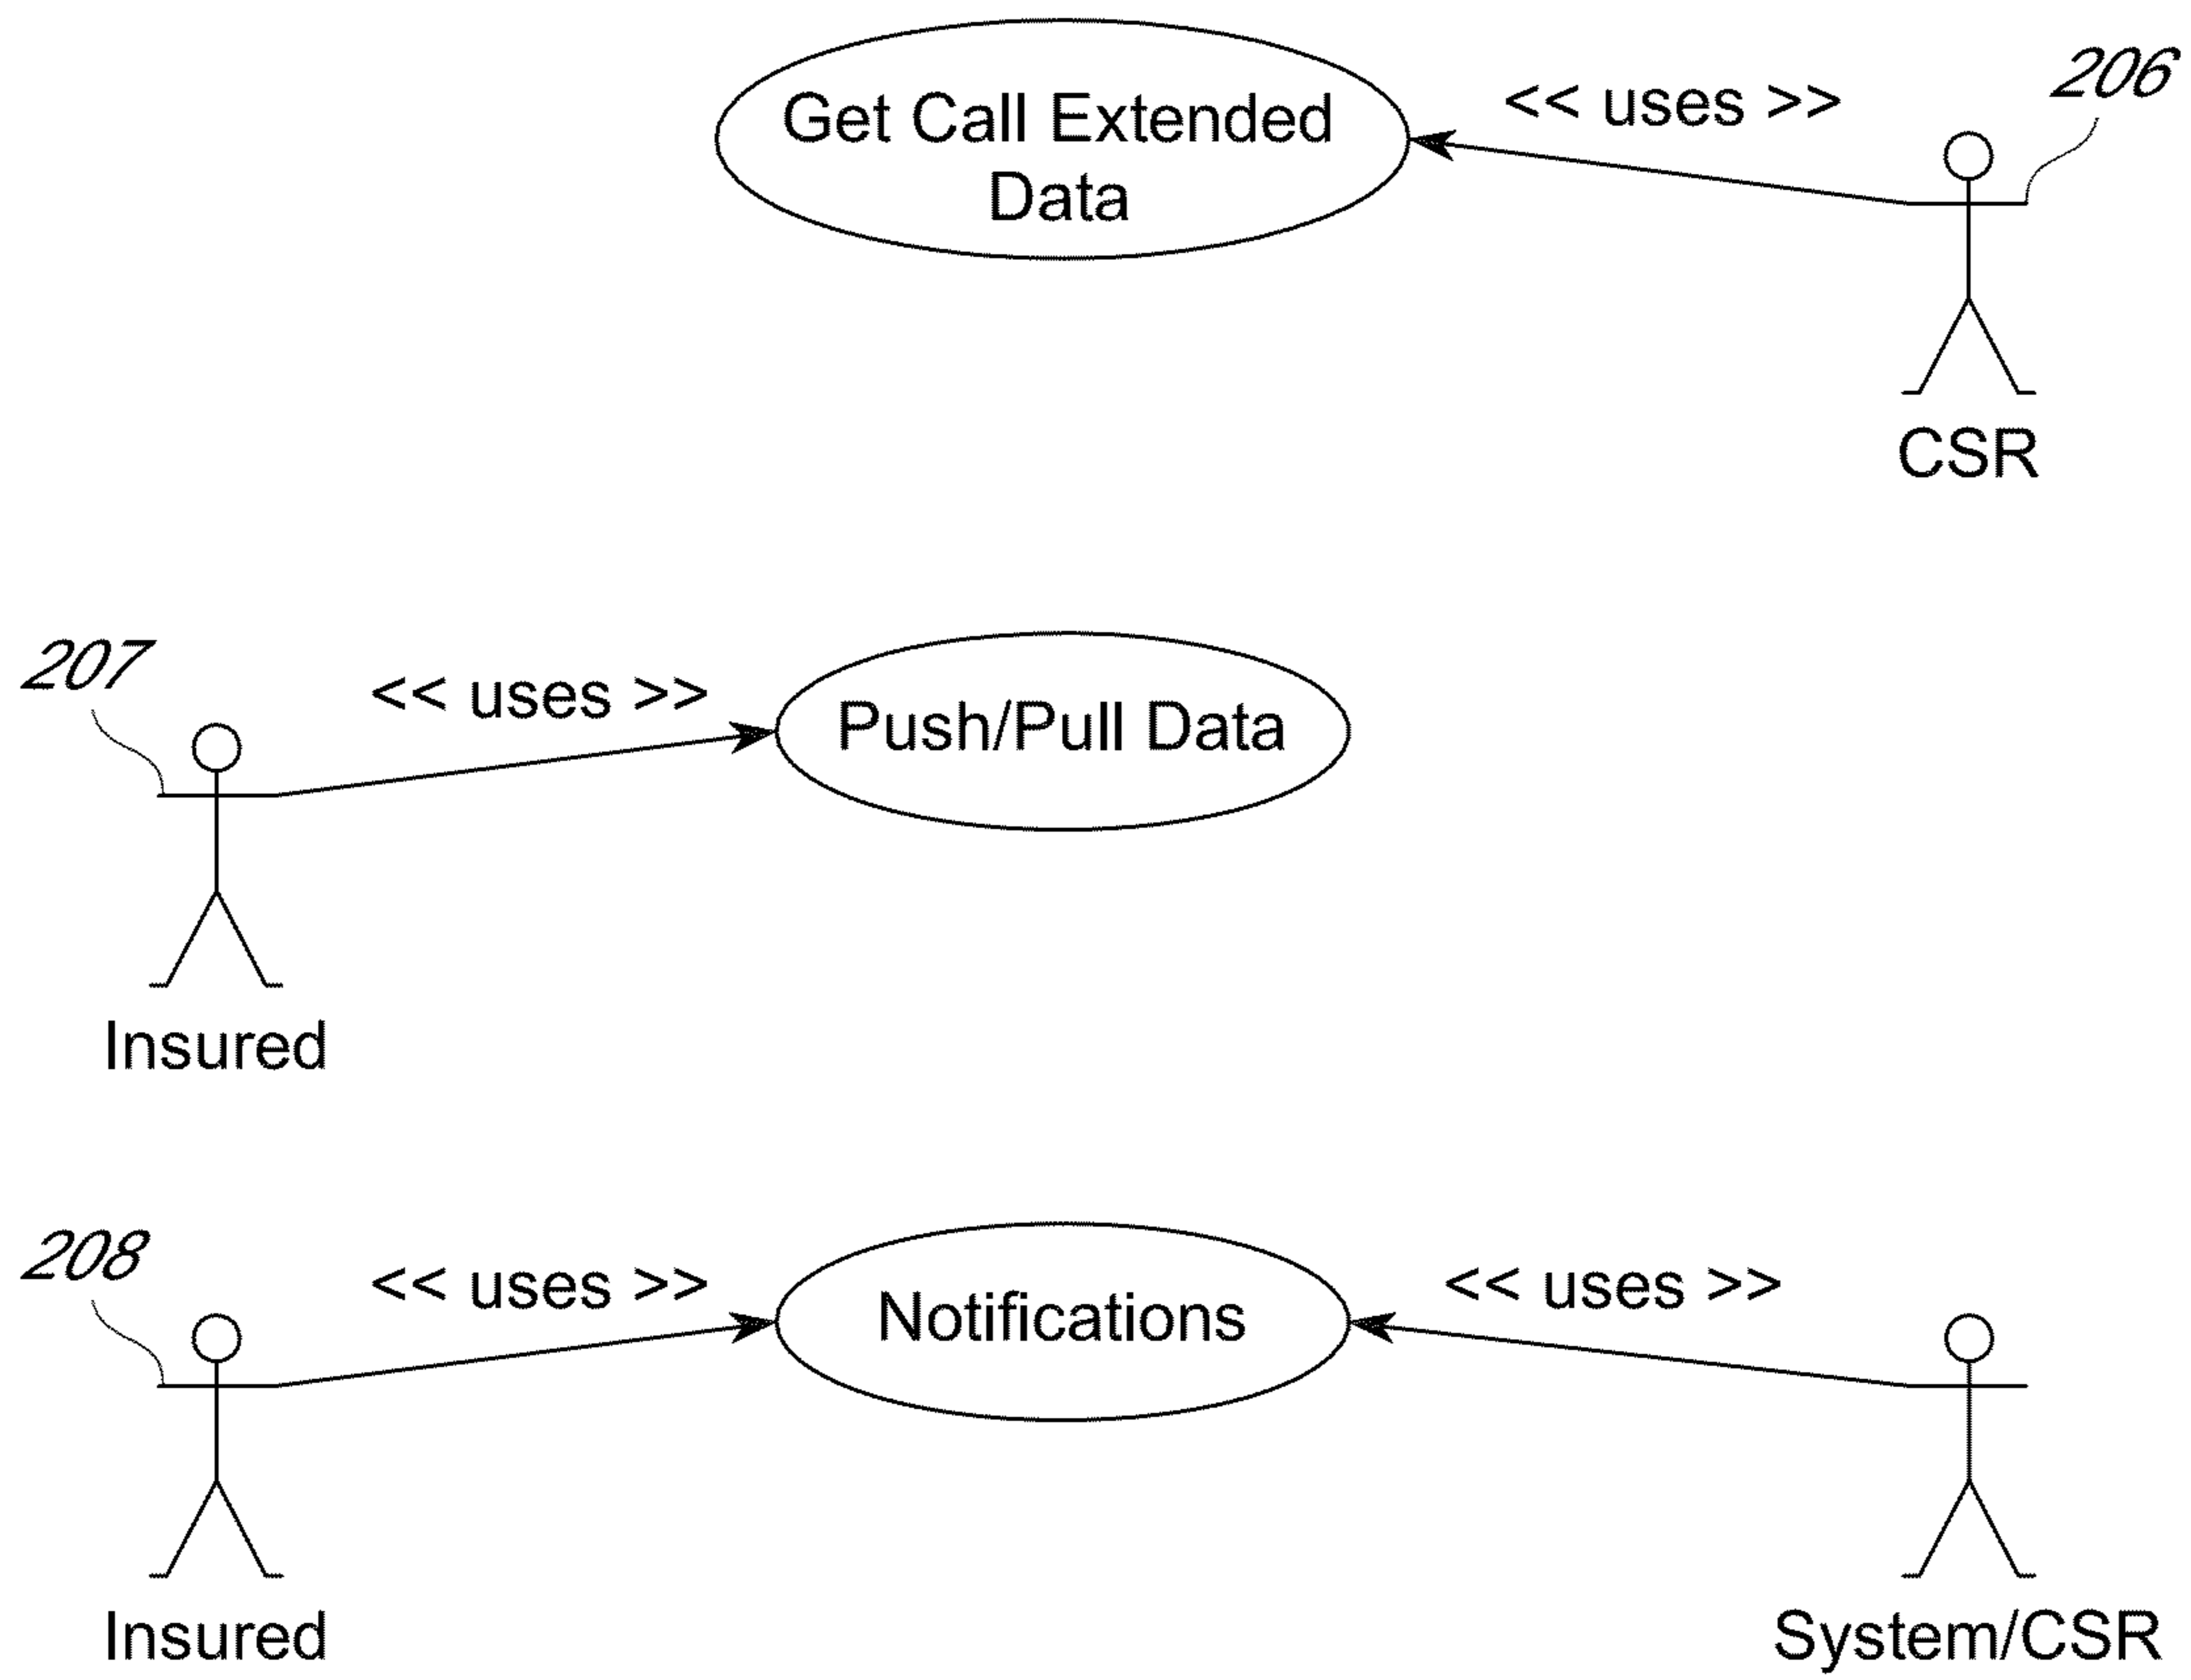 Get Call Extended
Data
<< uses >>
206
CSR
207
<< uses >>
Push/Pull Data
Insured
208
<< uses >>
Notifications
<< uses >>
Insured
System/CSR